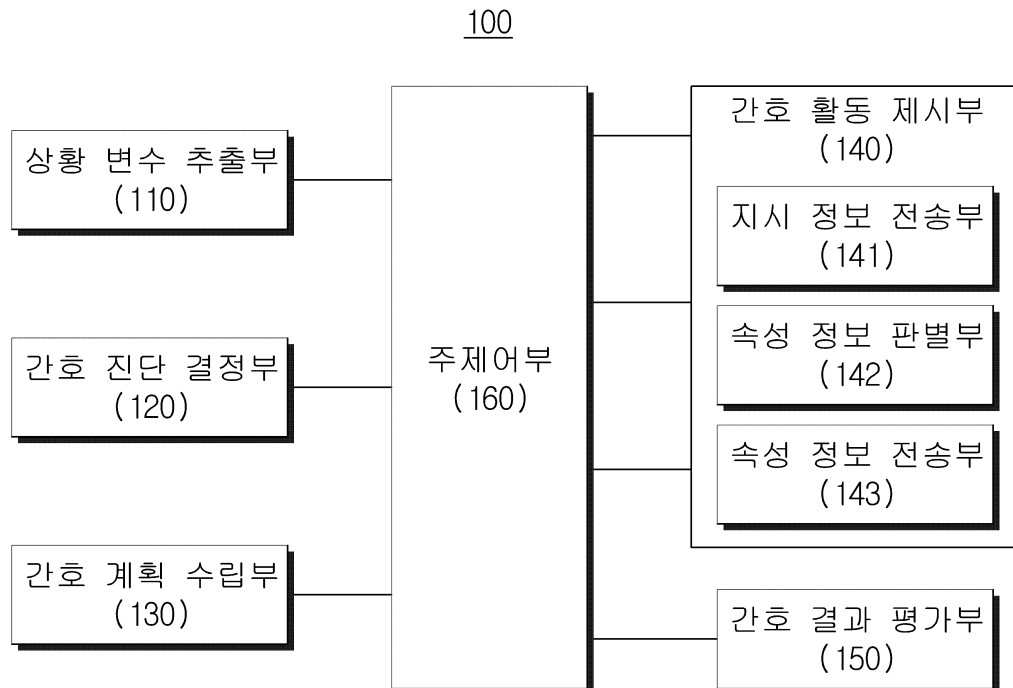 100
상황 변수 추출부
(110)
간호 진단 결정부
(120)
간호 계획 수립부
(130)
주제어부
(160)
간호 활동 제시부
(140)
지시 정보 전송부
(141)
속성 정보 판별부
(142)
속성 정보 전송부
(143)
간호 결과 평가부
(150)